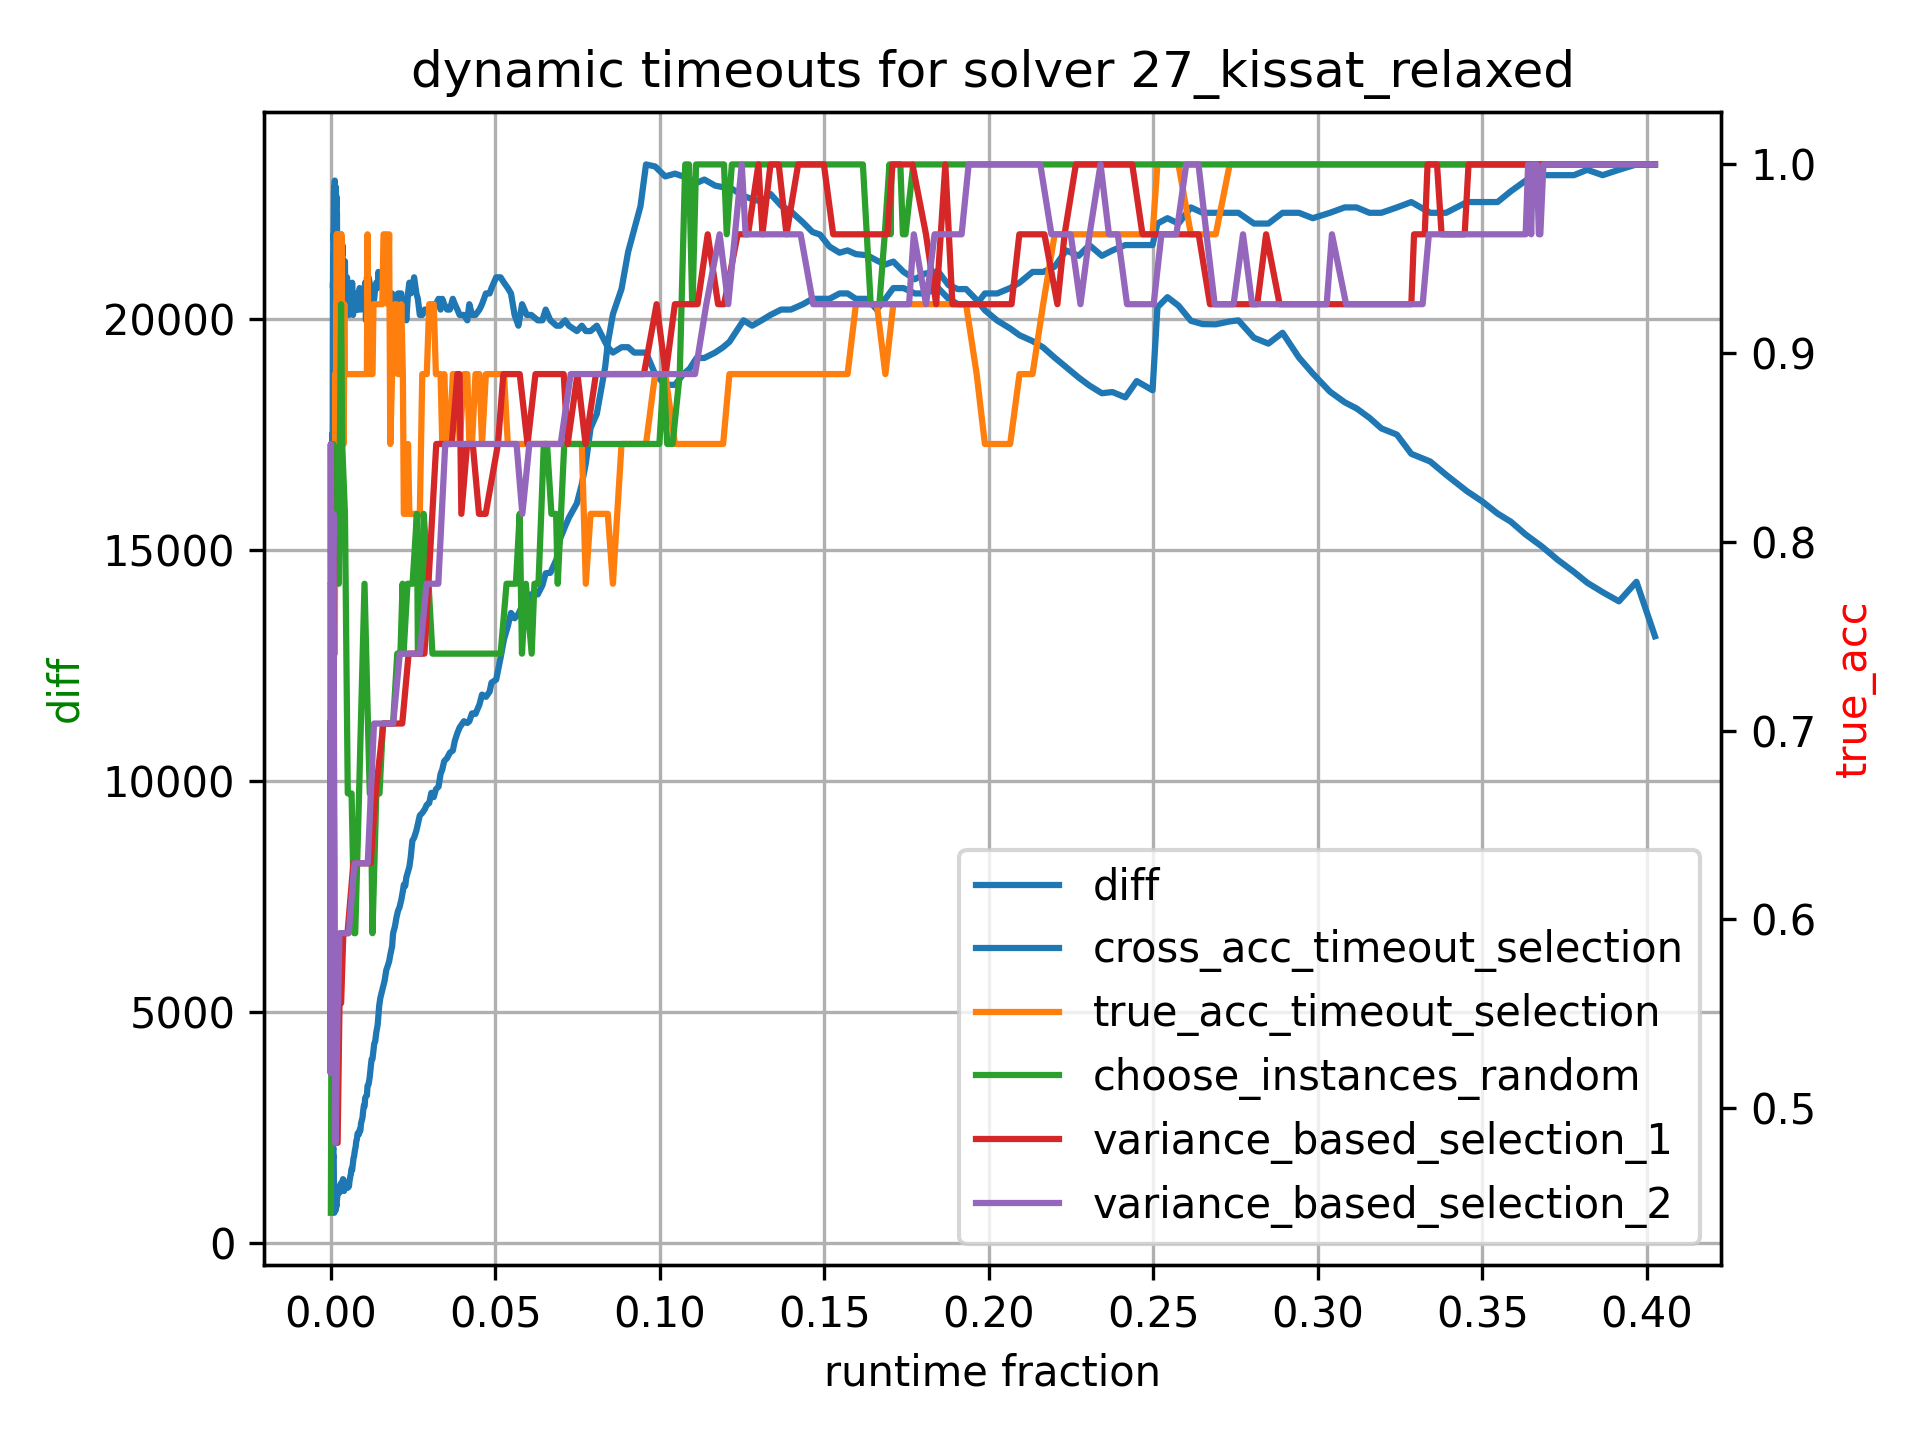 dynamic timeouts for solver 27_kissat_relaxed
diff
20000
15000
10000
5000
0
1.0
0.9
0.8
0.7
0.6
0.5
true_acc
diff
cross_acc_timeout_selection
true_acc_timeout_selection
choose_instances_random
variance_based_selection_1
variance_based_selection_2
0.00 0.05 0.10 0.15 0.20 0.25 0.30 0.35 0.40
runtime fraction